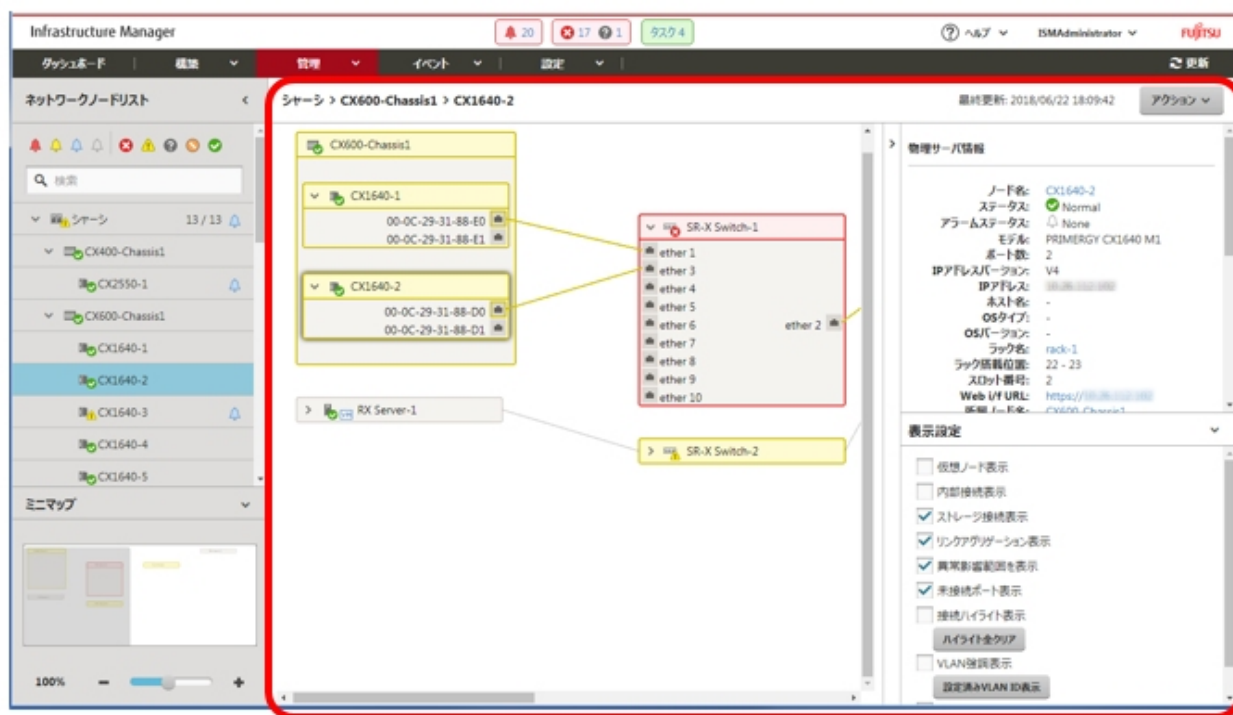 Infrastructure Manager
20
17
1
タスク 4
ヘルプ
ISMAdministrator
FUJITSU
ダッシュボード
構築
管理
イベント
設定
更新
ネットワークノードリスト
検索
シャーシ 13 / 13
CX400-Chassis1
CX2550-1
CX600-Chassis1
CX1640-1
CX1640-2
CX1640-3
CX1640-4
CX1640-5
ミニマップ
100%
シャーシ > CX600-Chassis1 > CX1640-2
最終更新: 2018/06/22 18:09:42
アクション
CX600-Chassis1
CX1640-1
00-0C-29-31-88-E0
00-0C-29-31-88-E1
CX1640-2
00-0C-29-31-88-D0
00-0C-29-31-88-D1
RX Server-1
SR-X Switch-1
ether 1
ether 3
ether 4
ether 5
ether 6
ether 7
ether 8
ether 9
ether 10
ether 2
SR-X Switch-2
物理サーバ情報
ノード名: CX1640-2
ステータス: Normal
アラームステータス: None
モデル: PRIMERGY CX1640 M1
ポート数: 2
IPアドレスバージョン: V4
IPアドレス:
ホスト名: -
OSタイプ: -
OSバージョン: -
ラック名: rack-1
ラック搭載位置: 22 - 23
スロット番号: 2
Web i/f URL: https://
所属ノード名: CX600-Chassis1
表示設定
仮想ノード表示
内部接続表示
ストレージ接続表示
リンクアグリゲーション表示
異常影響範囲を表示
未接続ポート表示
接続ハイライト表示
ハイライト全クリア
VLAN強調表示
設定済みVLAN ID表示